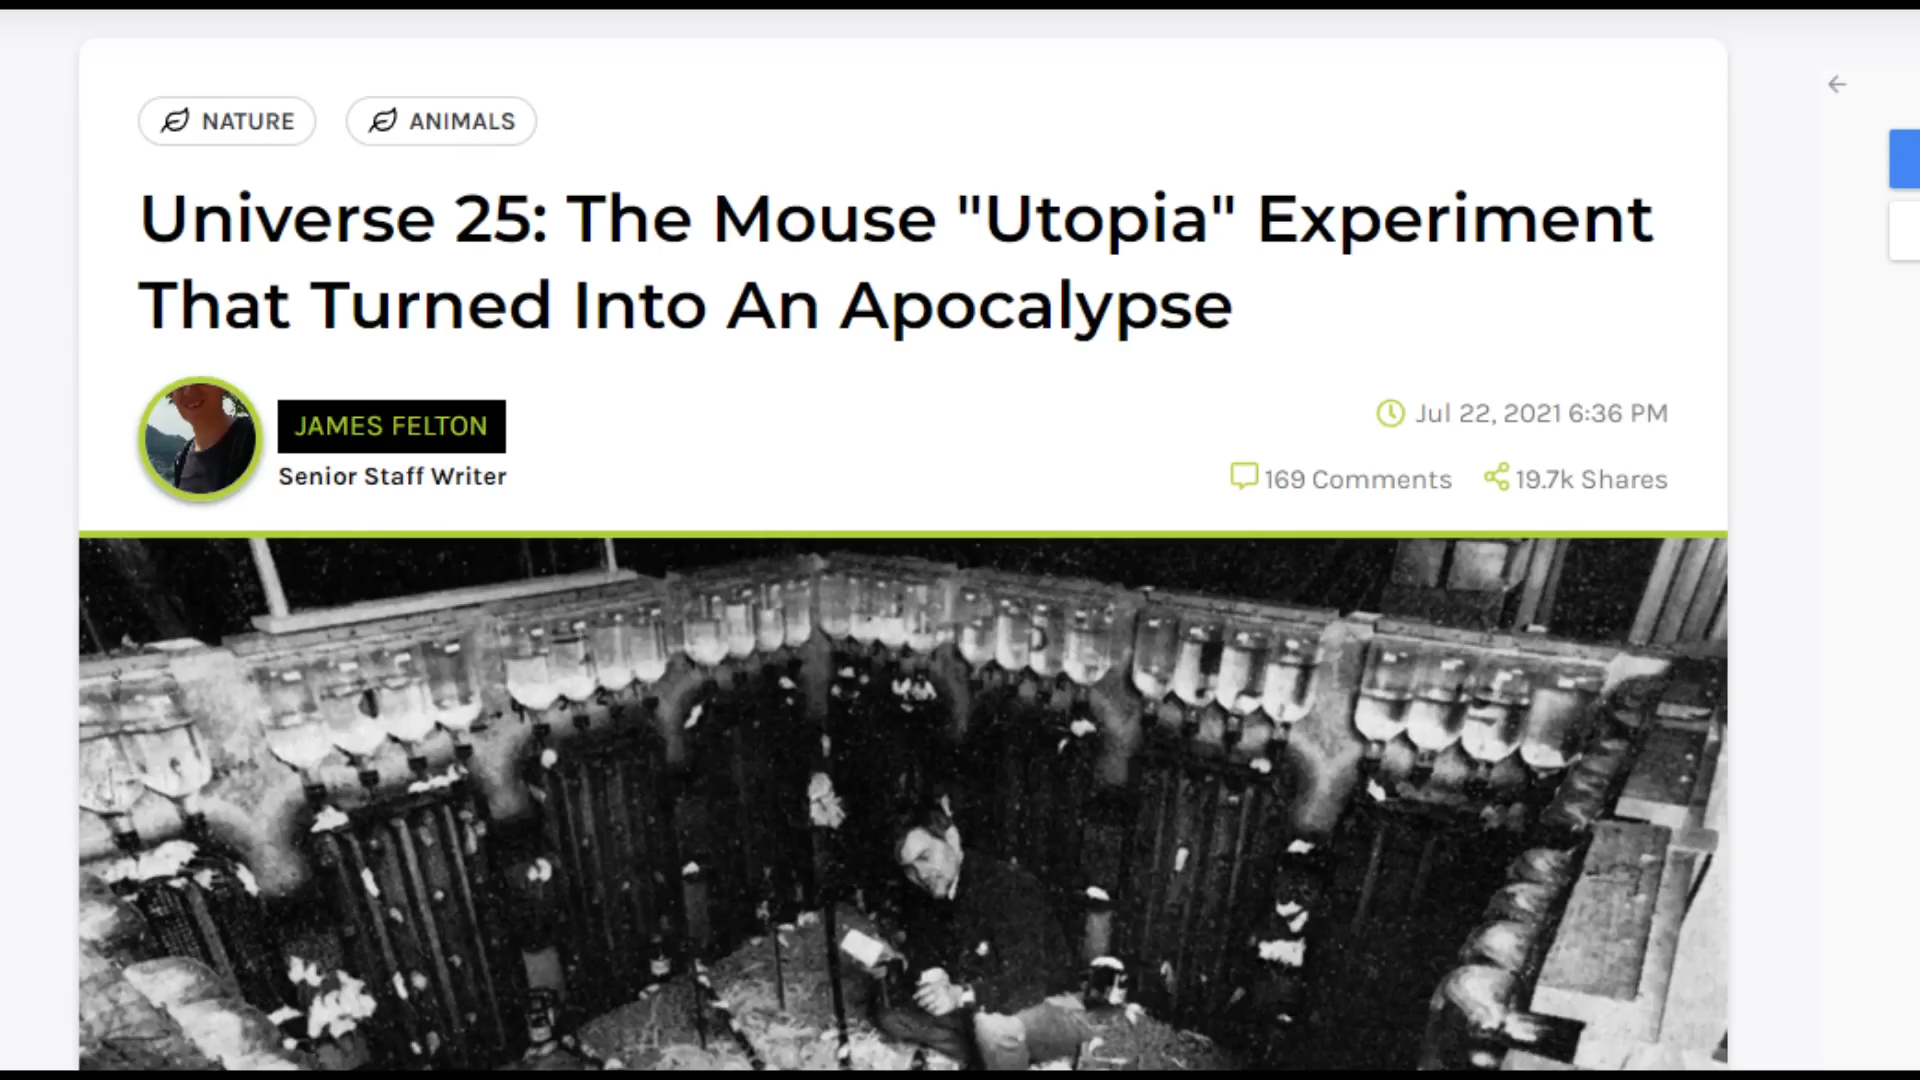 NATURE
ANIMALS
Universe 25: The Mouse "Utopia" Experiment
That Turned Into An Apocalypse
JAMES FELTON
Senior Staff Writer
Jul 22, 2021 6:36 PM
169 Comments
19.7k Shares